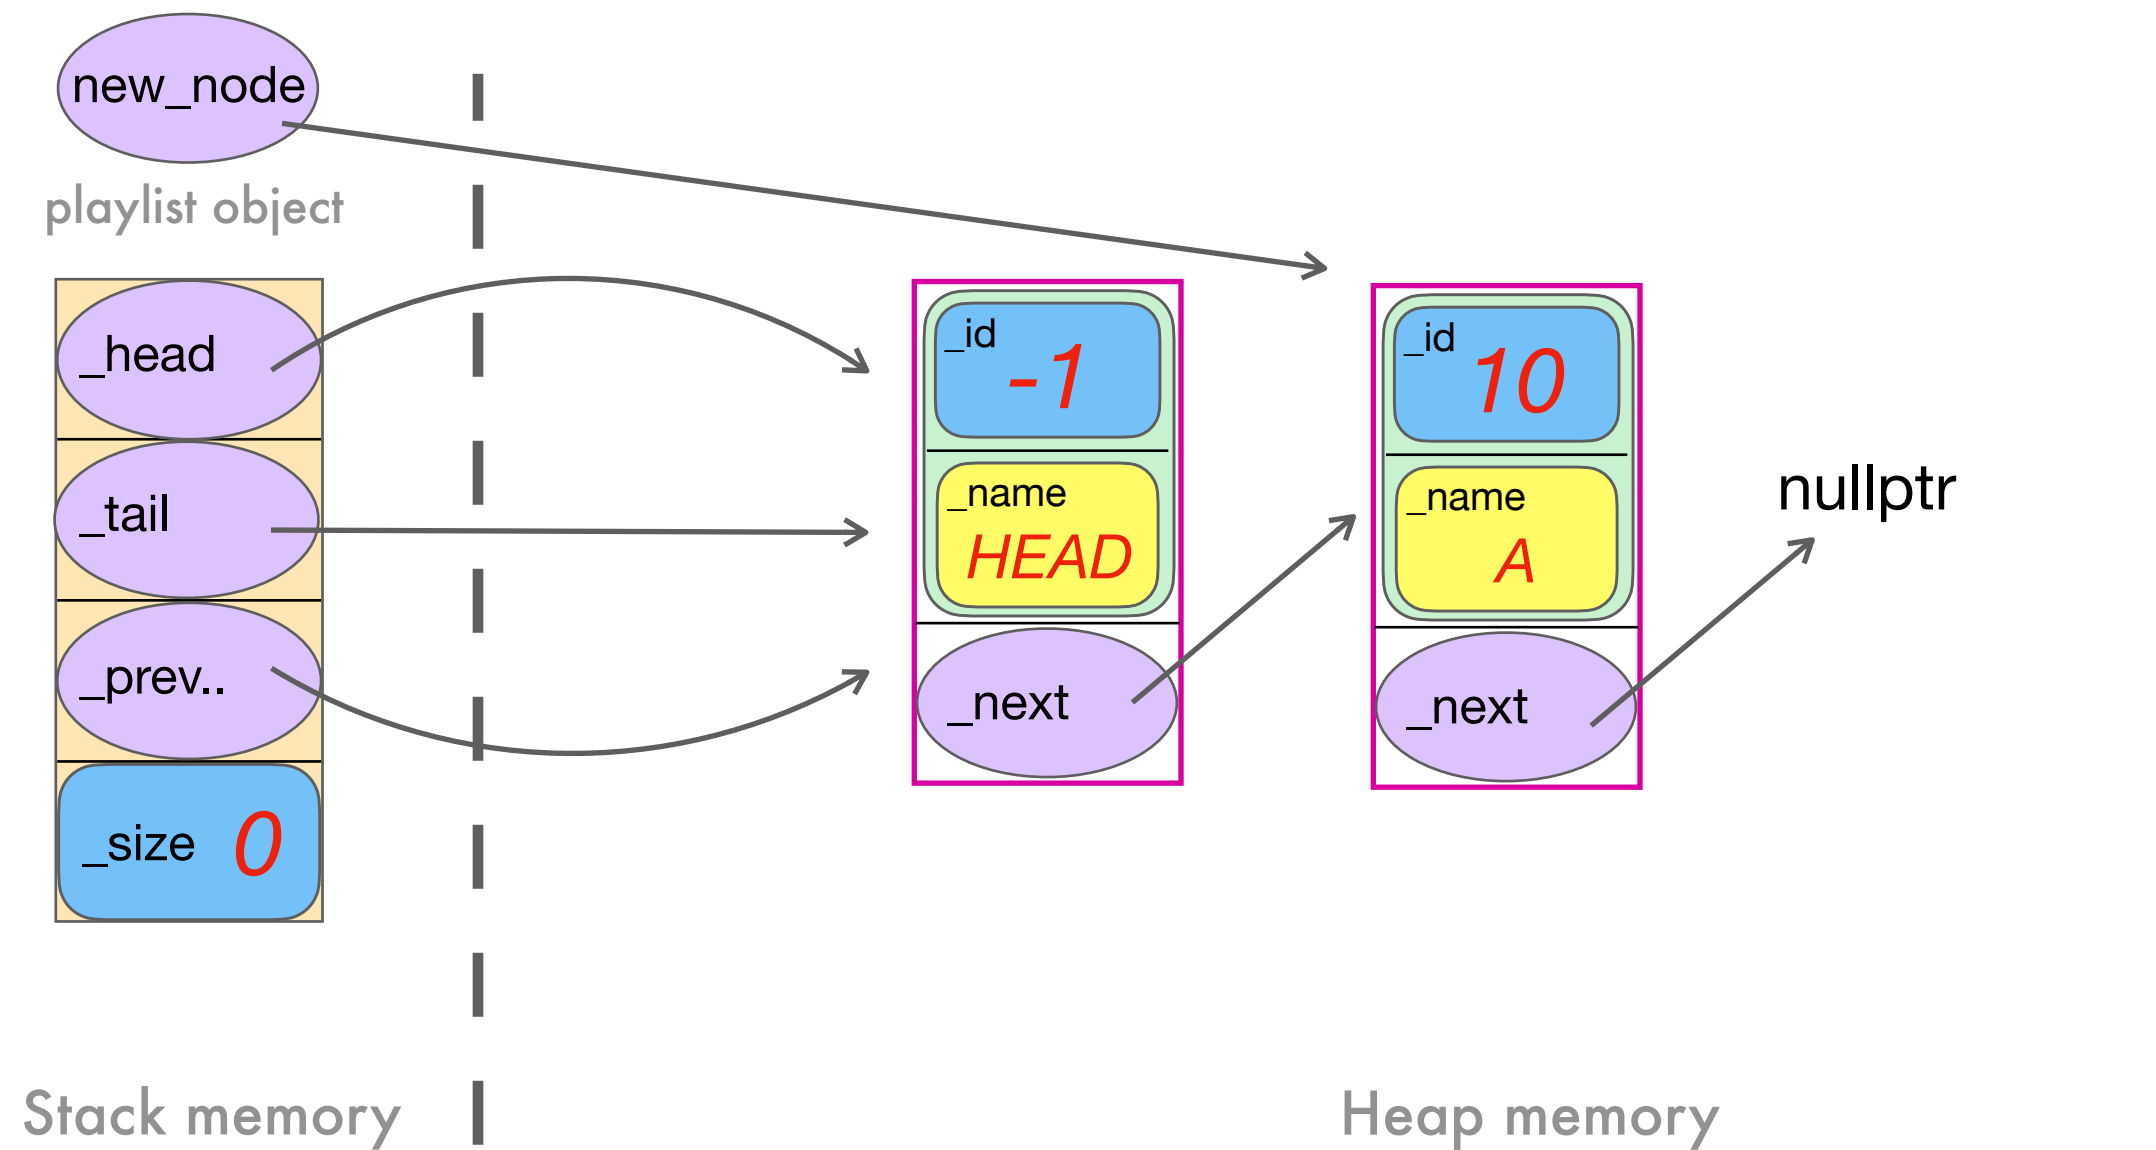 new_node
playlist object
_head
_tail
_prev..
_size 0
_id -1
_name
HEAD
_next
_id 10
_name
A
_next
nullptr
Stack memory
Heap memory